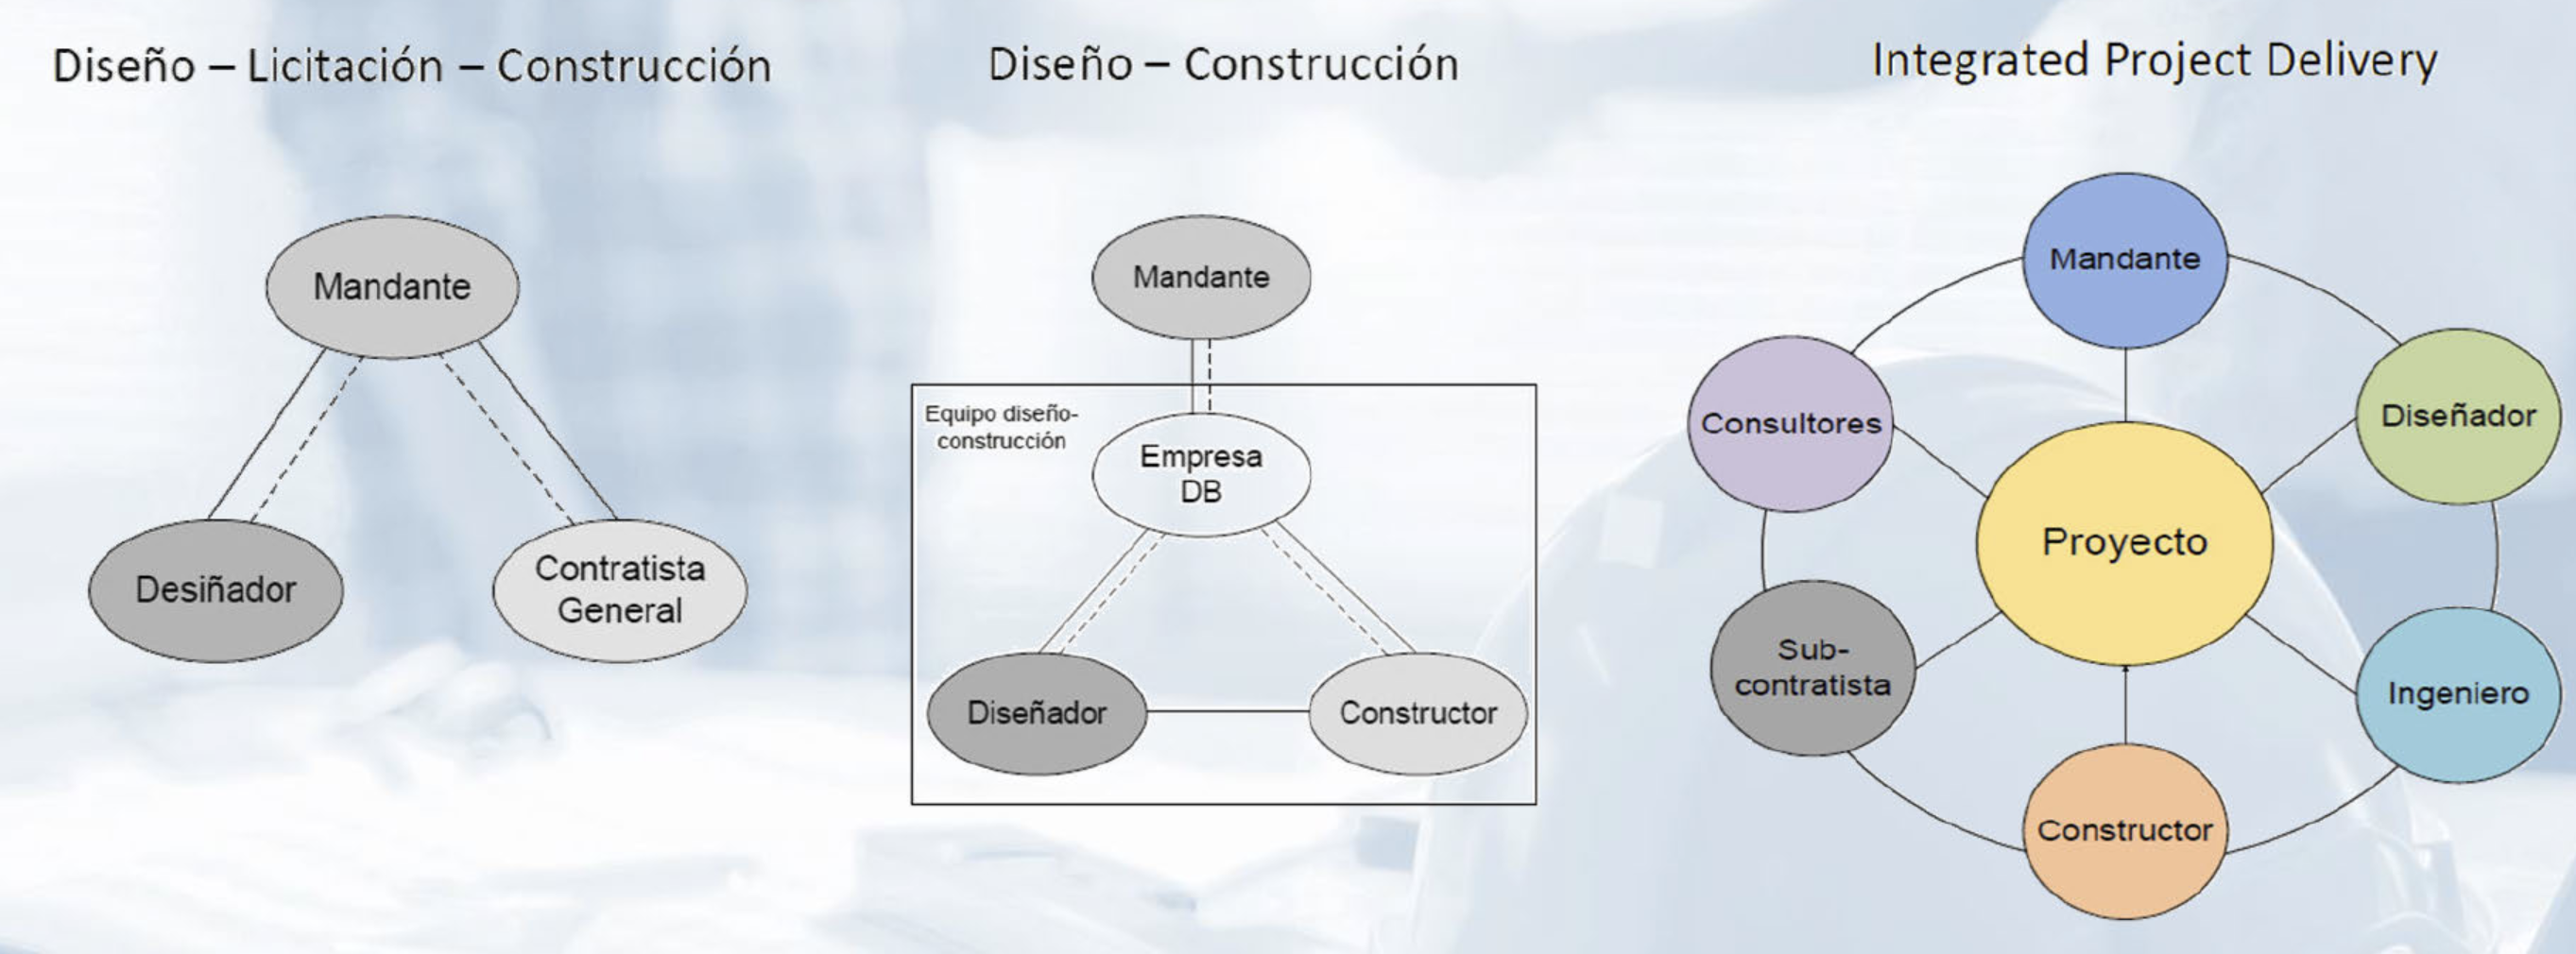 Diseño – Licitación – Construcción
Mandante
Desiñador
Contratista
General
Diseño – Construcción
Mandante
Equipo diseño-
construcción
Empresa
DB
Diseñador
Constructor
Integrated Project Delivery
Mandante
Consultores
Diseñador
Proyecto
Sub-
contratista
Ingeniero
Constructor